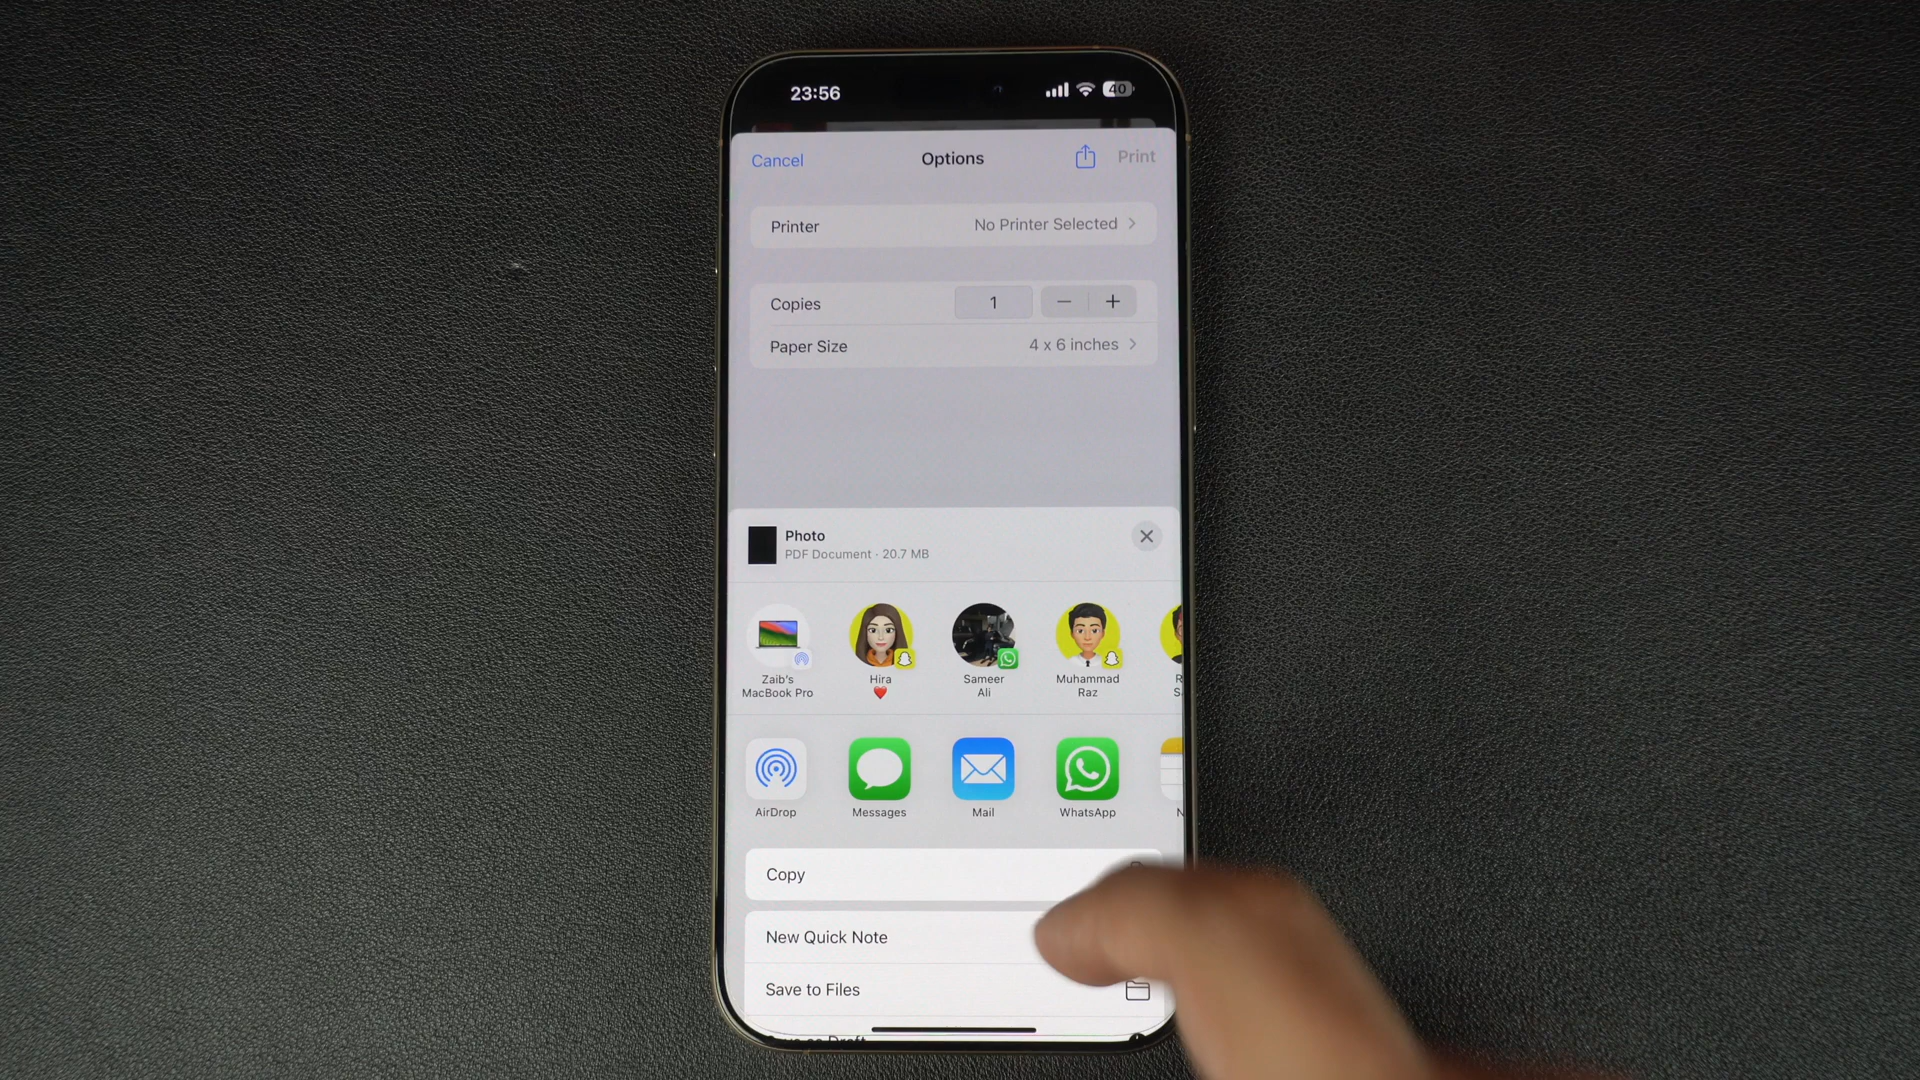 23:56
40
Cancel
Options
Print
Printer
No Printer Selected
Copies
1
Paper Size
4 x 6 inches
Photo
PDF Document · 20.7 MB
Zaib's
MacBook Pro
Hira
❤️
Sameer
Ali
Muhammad
Raz
AirDrop
Messages
Mail
WhatsApp
Copy
New Quick Note
Save to Files